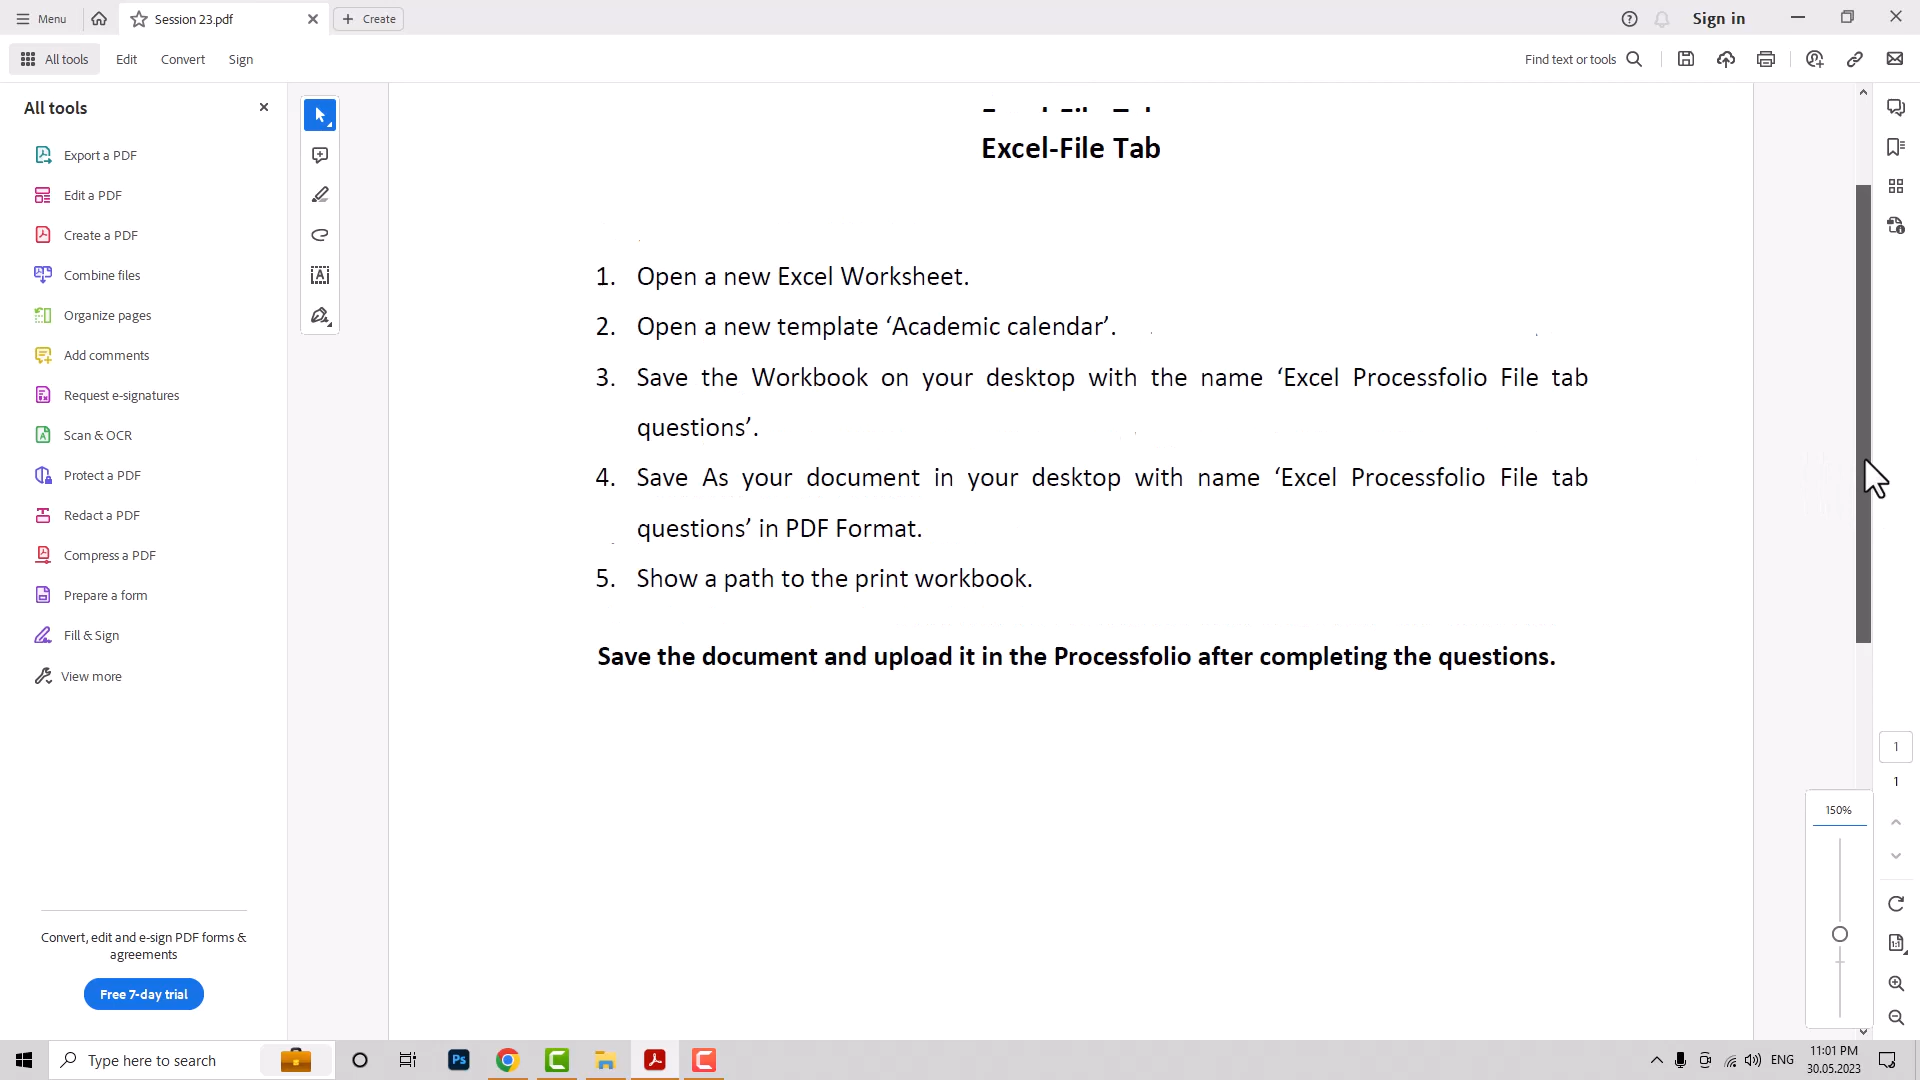 Menu
Session 23.pdf
Create
Sign in
All tools
Edit
Convert
Sign
Find text or tools
All tools
Export a PDF
Edit a PDF
Create a PDF
Combine files
Organize pages
Add comments
Request e-signatures
Scan & OCR
Protect a PDF
Redact a PDF
Compress a PDF
Prepare a form
Fill & Sign
View more
Convert, edit and e-sign PDF forms &
agreements
Free 7-day trial
Excel-File Tab
1. Open a new Excel Worksheet.
2. Open a new template ‘Academic calendar’.
3. Save the Workbook on your desktop with the name ‘Excel Processfolio File tab
questions’.
4. Save As your document in your desktop with name ‘Excel Processfolio File tab
questions’ in PDF Format.
5. Show a path to the print workbook.
Save the document and upload it in the Processfolio after completing the questions.
1
1
150%
Type here to search
Ps
ENG
11:01 PM
30.05.2023